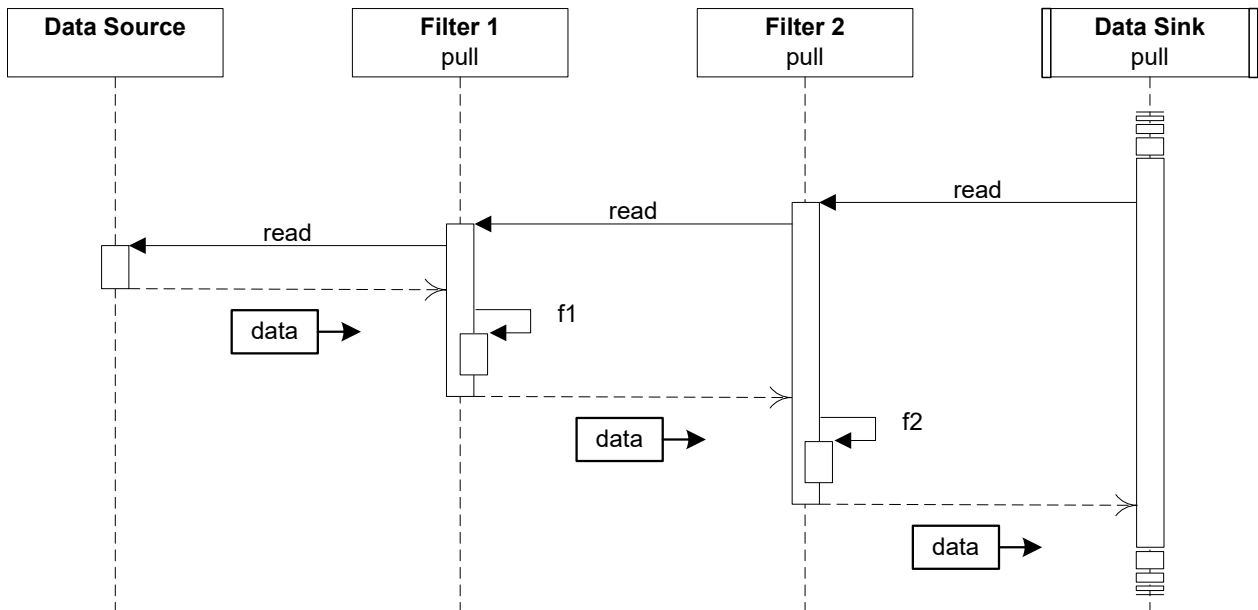 Data Source
Filter 1
pull
Filter 2
pull
Data Sink
pull
read
read
read
data
f1
data
f2
data